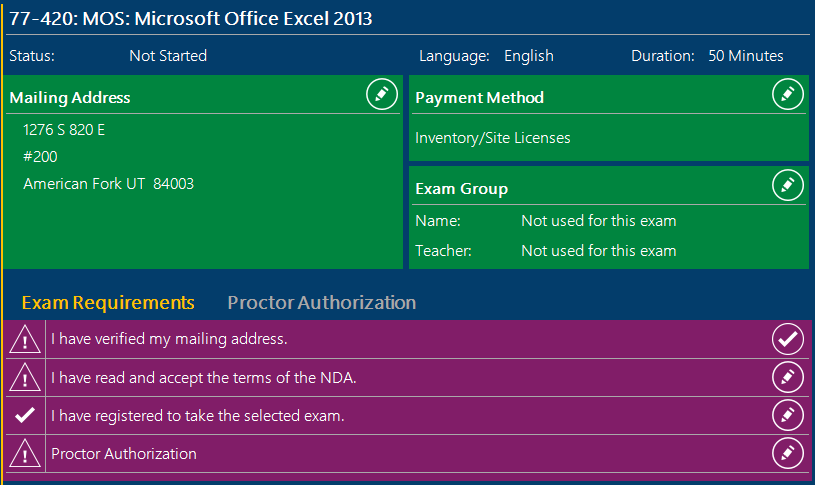 77-420: MOS: Microsoft Office Excel 2013
Status: Not Started Language: English Duration: 50 Minutes
Mailing Address
1276 S 820 E
#200
American Fork UT 84003
Payment Method
Inventory/Site Licenses
Exam Group
Name: Not used for this exam
Teacher: Not used for this exam
Exam Requirements Proctor Authorization
I have verified my mailing address.
I have read and accept the terms of the NDA.
I have registered to take the selected exam.
Proctor Authorization